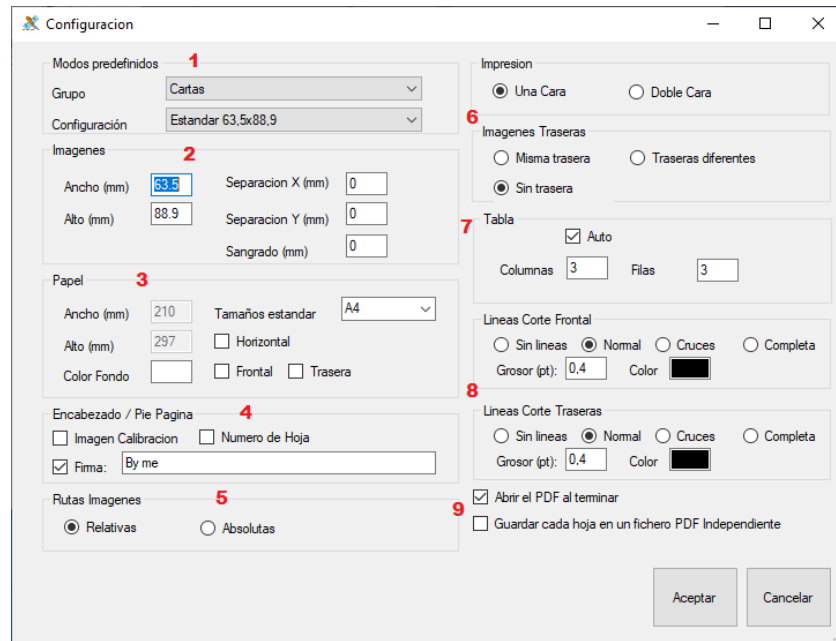 Configuracion
1
Modos predefinidos
Grupo Cartas
Configuración Estandar 63,5x88,9
2
Imagenes
Ancho (mm) 63.5 Separacion X (mm) 0
Alto (mm) 88.9 Separacion Y (mm) 0
Sangrado (mm) 0
3
Papel
Ancho (mm) 210 Tamaños estandar A4
Alto (mm) 297 Horizontal
Color Fondo Frontal Trasera
4
Encabezado / Pie Pagina
Imagen Calibracion Numero de Hoja
Firma: By me
5
Rutas Imagenes
Relativas Absolutas
Impresion
Una Cara Doble Cara
6
Imagenes Traseras
Misma trasera Traseras diferentes
Sin trasera
7
Tabla
Auto
Columnas 3 Filas 3
Lineas Corte Frontal
Sin lineas Normal Cruces Completa
Grosor (pt): 0,4 Color
8
Lineas Corte Traseras
Sin lineas Normal Cruces Completa
Grosor (pt): 0,4 Color
9
Abrir el PDF al terminar
Guardar cada hoja en un fichero PDF Independiente
Aceptar Cancelar